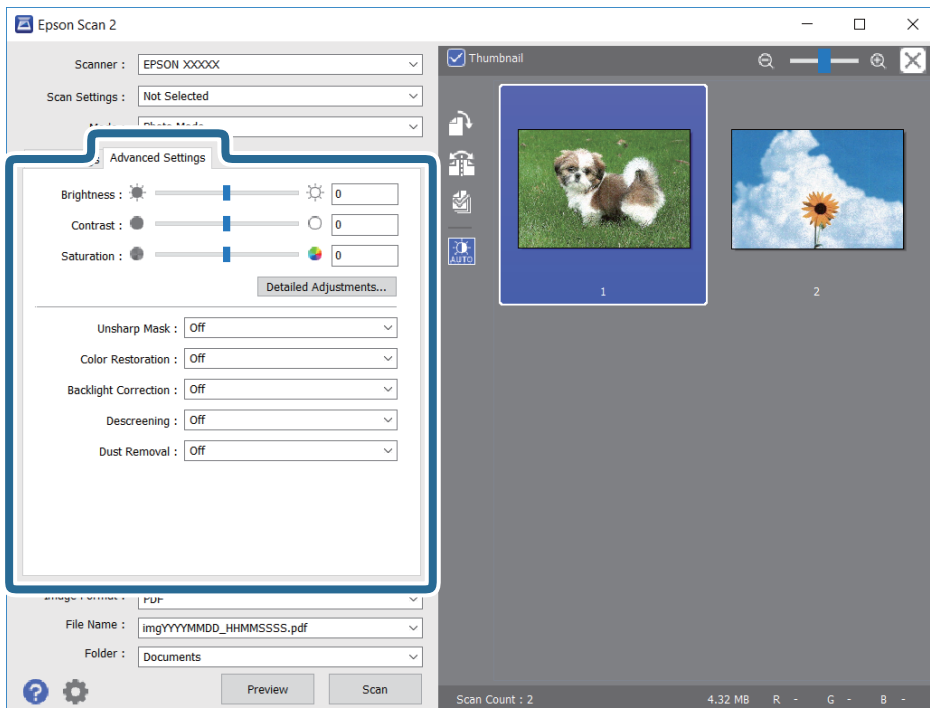 Epson Scan 2
Scanner : EPSON XXXXX
Scan Settings : Not Selected
Advanced Settings
Brightness : 0
Contrast : 0
Saturation : 0
Detailed Adjustments...
Unsharp Mask : Off
Color Restoration : Off
Backlight Correction : Off
Descreening : Off
Dust Removal : Off
Image Format : PDF
File Name : imgYYYYMMDD_HHMMSSSS.pdf
Folder : Documents
Preview Scan
Thumbnail
AUTO
1 2
Scan Count : 2 4.32 MB R - G - B -